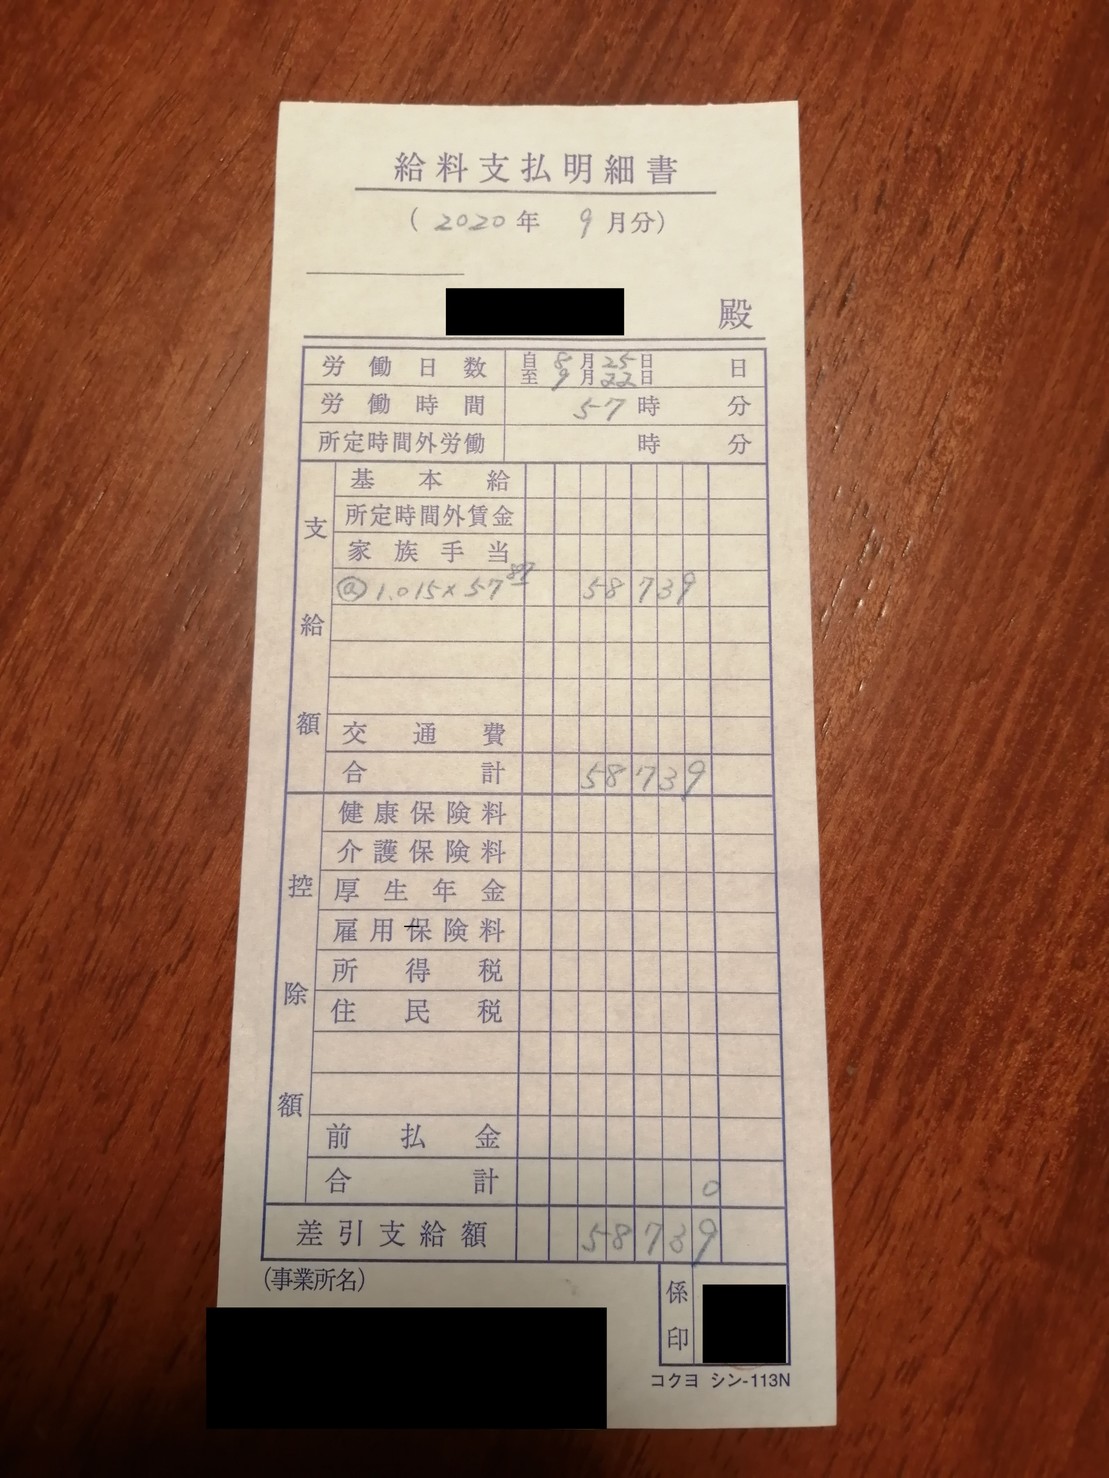 給料支払明細書
(2020年 9月分)
殿
労働日数 自 8月25日 至 9月22日 日
労働時間 57時 分
所定時間外労働 時 分
支給額
基本給
所定時間外賃金
家族手当
@1.015×57 58739
交通費
合計 58739
控除額
健康保険料
介護保険料
厚生年金
雇用保険料
所得税
住民税
前払金
合計 0
差引支給額 58739
(事業所名)
係印
コクヨ シン-113N